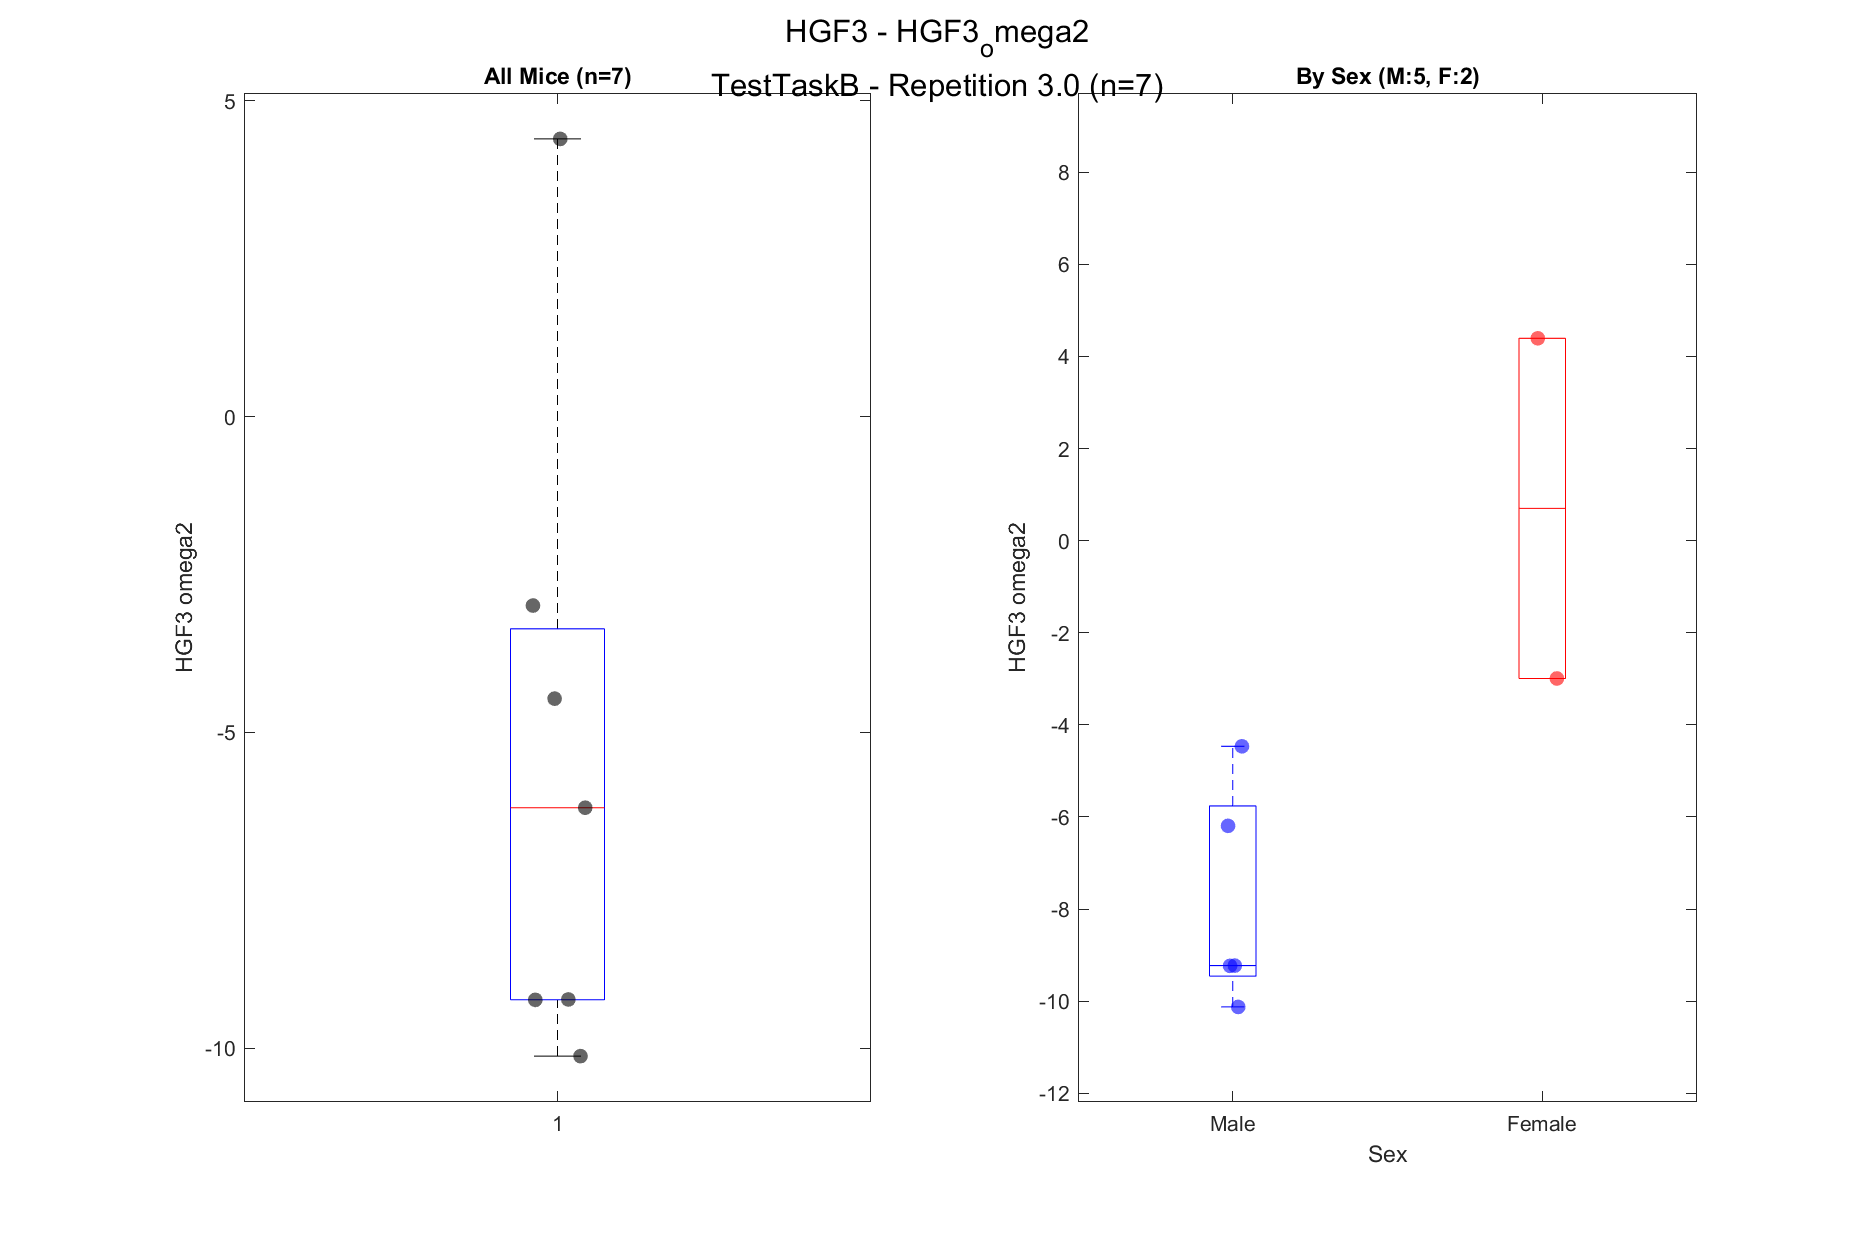 HGF3 - HGF3omega2
TestTaskB - Repetition 3.0 (n=7)
All Mice (n=7)
5
0
-5
-10
HGF3 omega2
1
By Sex (M:5, F:2)
8
6
4
2
0
-2
-4
-6
-8
-10
-12
HGF3 omega2
Male
Female
Sex